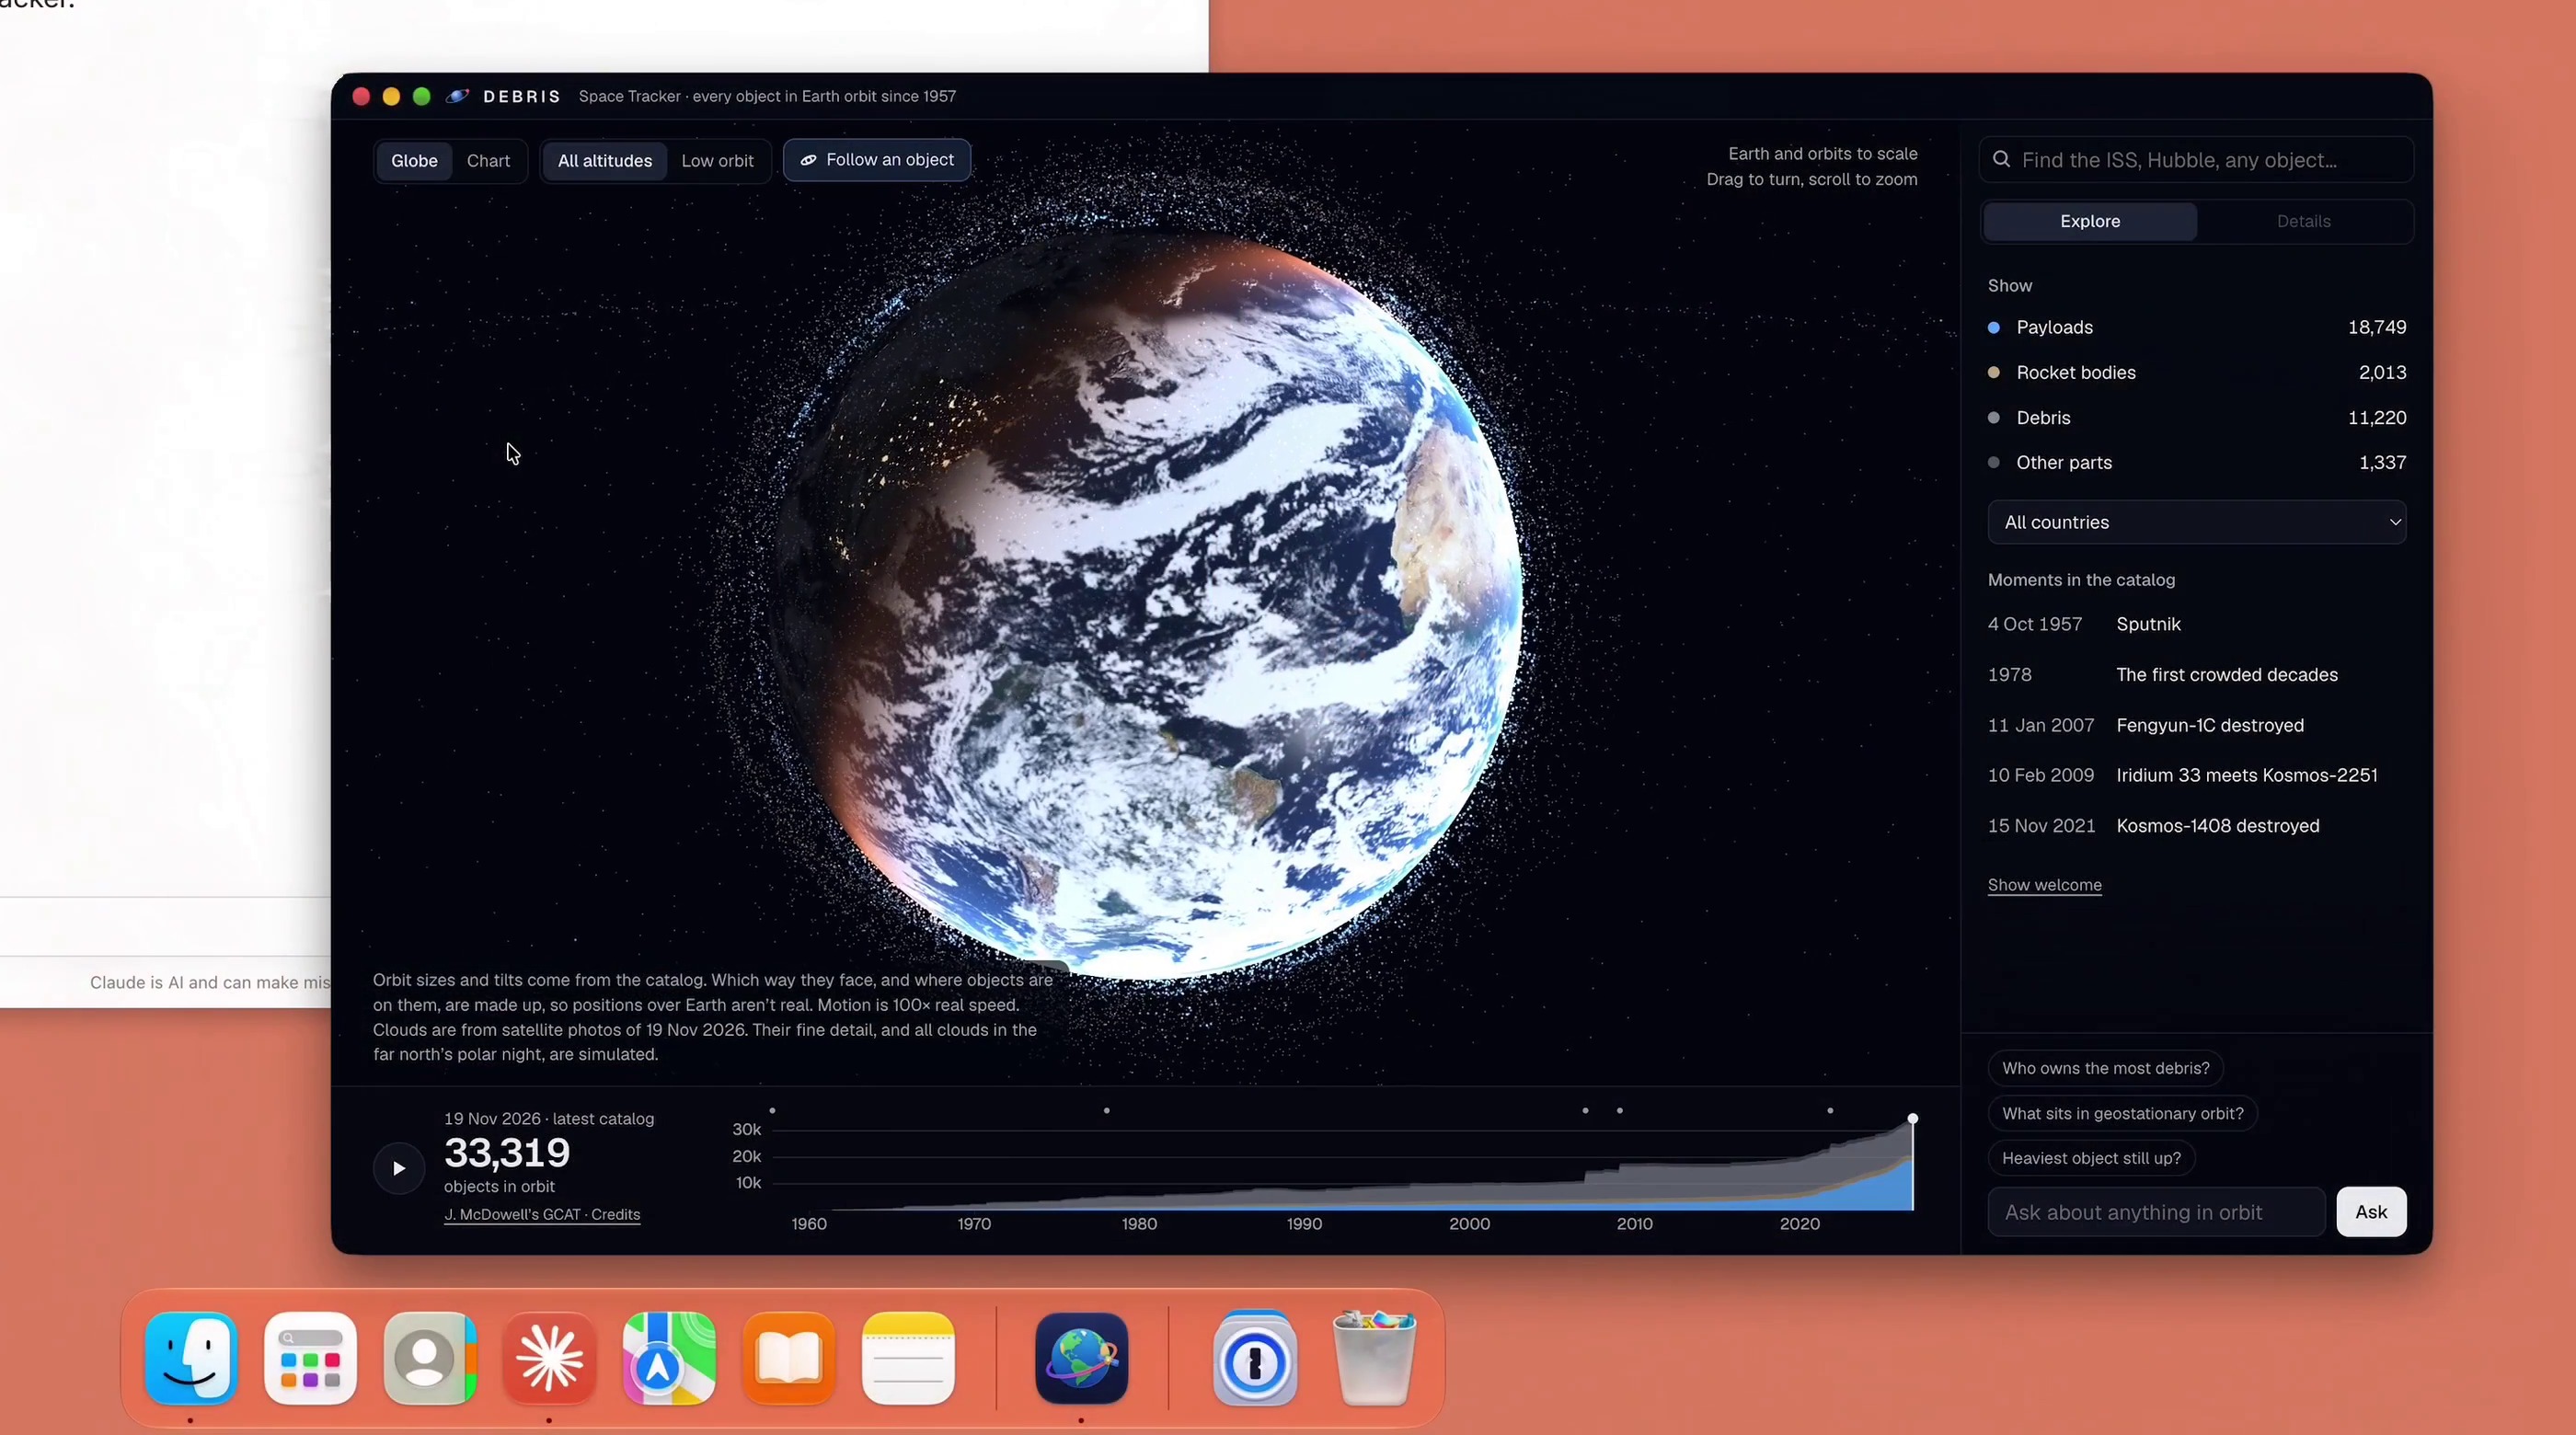 acker.
DEBRIS
Space Tracker · every object in Earth orbit since 1957
Globe
Chart
All altitudes
Low orbit
Follow an object
Earth and orbits to scale
Drag to turn, scroll to zoom
Find the ISS, Hubble, any object...
Explore
Details
Show
Payloads 18,749
Rocket bodies 2,013
Debris 11,220
Other parts 1,337
All countries
Moments in the catalog
4 Oct 1957 Sputnik
1978 The first crowded decades
11 Jan 2007 Fengyun-1C destroyed
10 Feb 2009 Iridium 33 meets Kosmos-2251
15 Nov 2021 Kosmos-1408 destroyed
Show welcome
Claude is AI and can make mis
Orbit sizes and tilts come from the catalog. Which way they face, and where objects are
on them, are made up, so positions over Earth aren't real. Motion is 100× real speed.
Clouds are from satellite photos of 19 Nov 2026. Their fine detail, and all clouds in the
far north's polar night, are simulated.
19 Nov 2026 · latest catalog
33,319
objects in orbit
J. McDowell's GCAT · Credits
30k
20k
10k
1960 1970 1980 1990 2000 2010 2020
Who owns the most debris?
What sits in geostationary orbit?
Heaviest object still up?
Ask about anything in orbit
Ask